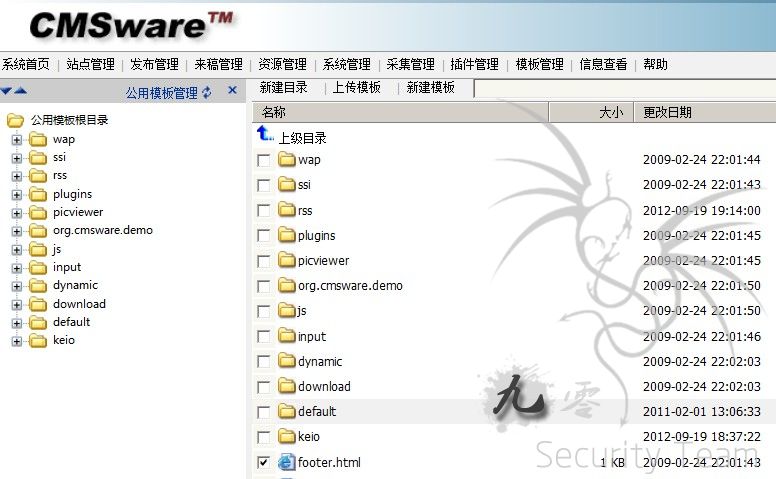 CMSware™
系统首页 | 站点管理 | 发布管理 | 来稿管理 | 资源管理 | 系统管理 | 采集管理 | 插件管理 | 模板管理 | 信息查看 | 帮助
公用模板管理
新建目录 | 上传模板 | 新建模板
公用模板根目录
wap
ssi
rss
plugins
picviewer
org.cmsware.demo
js
input
dynamic
download
default
keio
名称 大小 更改日期
上级目录
wap 2009-02-24 22:01:44
ssi 2009-02-24 22:01:43
rss 2012-09-19 19:14:00
plugins 2009-02-24 22:01:45
picviewer 2009-02-24 22:01:45
org.cmsware.demo 2009-02-24 22:01:50
js 2009-02-24 22:01:50
input 2009-02-24 22:01:46
dynamic 2009-02-24 22:02:03
download 2009-02-24 22:02:03
default 2011-02-01 13:06:33
keio 2012-09-19 18:37:22
footer.html 1 KB 2009-02-24 22:01:43
九零
Security Team